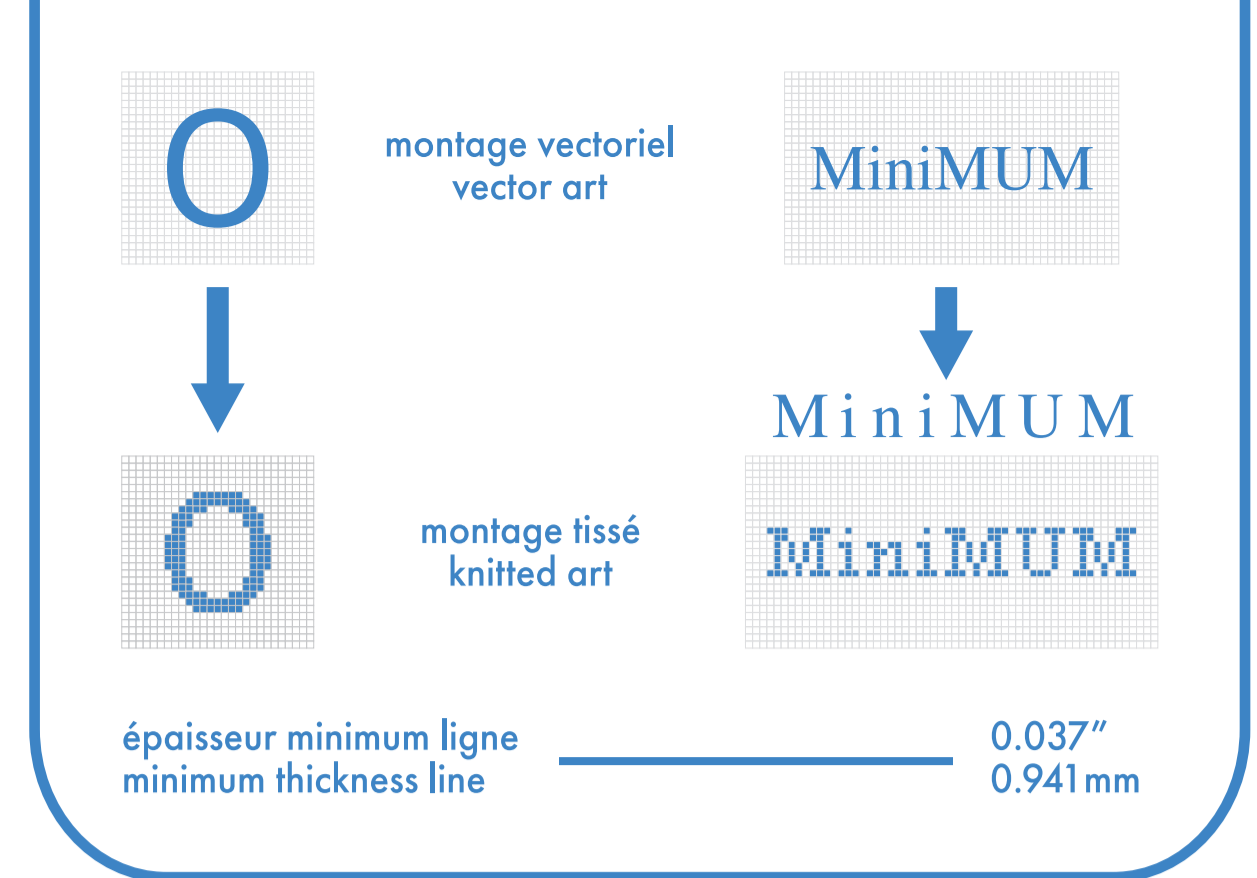 O
montage vectoriel
vector art
MiniMUM
MiniMUM
O
montage tissé
knitted art
MiniMUM
épaisseur minimum ligne
minimum thickness line
0.037"
0.941mm